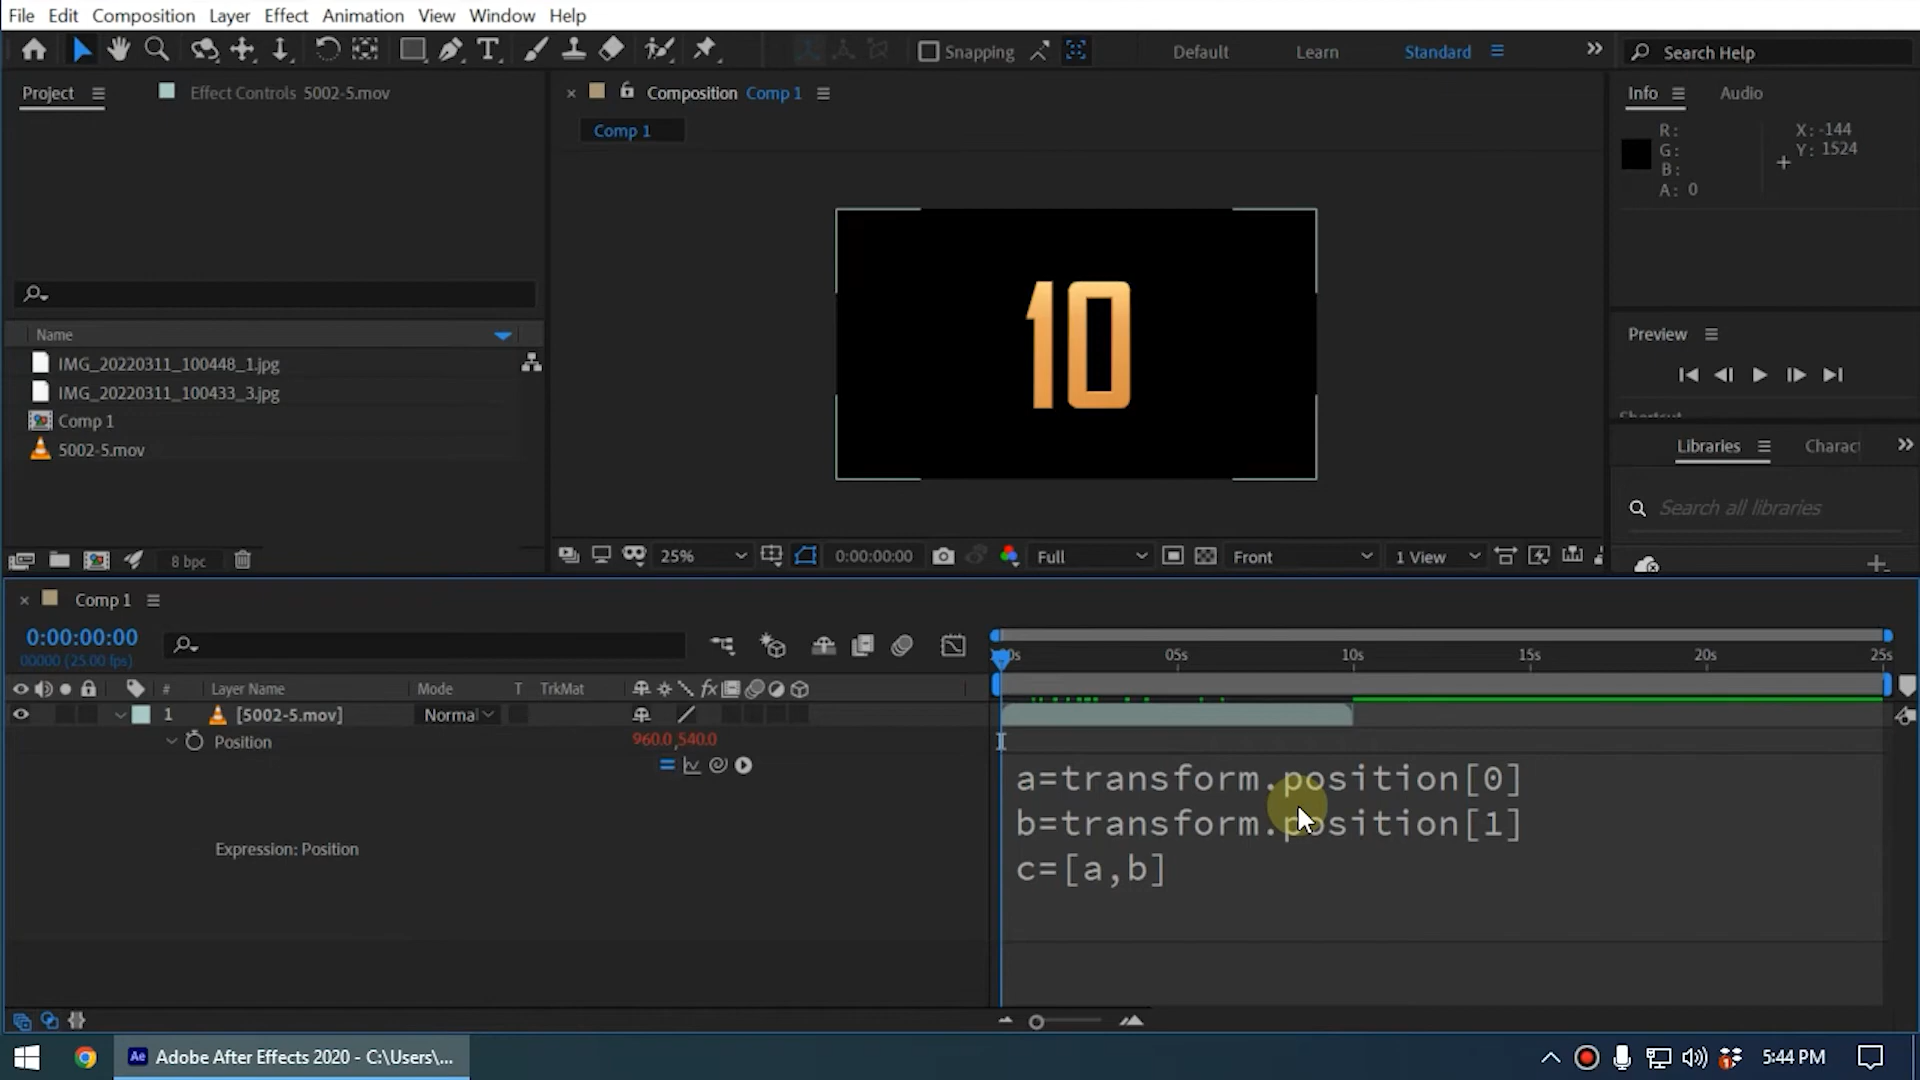 File Edit Composition Layer Effect Animation View Window Help
Snapping Default Learn Standard Search Help
Project Effect Controls 5002-5.mov
Composition Comp 1
Info Audio
Comp 1
R: X: -144
G: Y: 1524
B:
A: 0
10
Preview
Name
IMG_20220311_100448_1.jpg
IMG_20220311_100433_3.jpg
Comp 1
5002-5.mov
Libraries
Search all libraries
8 bpc
25% 0:00:00:00 Full Front 1 View
Comp 1
0:00:00:00
00000 (25.00 fps)
05s 10s 15s 20s 25s
# Layer Name Mode T TrkMat fx
1 [5002-5.mov] Normal
Position 960.0,540.0
Expression: Position
a=transform.position[0]
b=transform.position[1]
c=[a,b]
Ae Adobe After Effects 2020 - C:\Users\...
5:44 PM